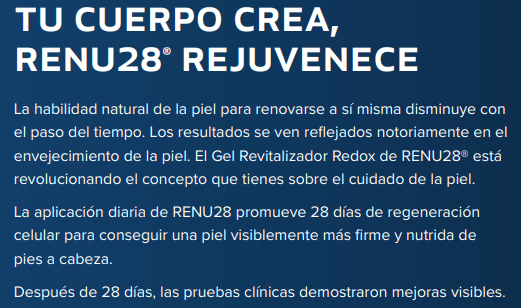 TU CUERPO CREA,
RENU28® REJUVENECE
La habilidad natural de la piel para renovarse a sí misma disminuye con
el paso del tiempo. Los resultados se ven reflejados notoriamente en el
envejecimiento de la piel. El Gel Revitalizador Redox de RENU28® está
revolucionando el concepto que tienes sobre el cuidado de la piel.
La aplicación diaria de RENU28 promueve 28 días de regeneración
celular para conseguir una piel visiblemente más firme y nutrida de
pies a cabeza.
Después de 28 días, las pruebas clínicas demostraron mejoras visibles.